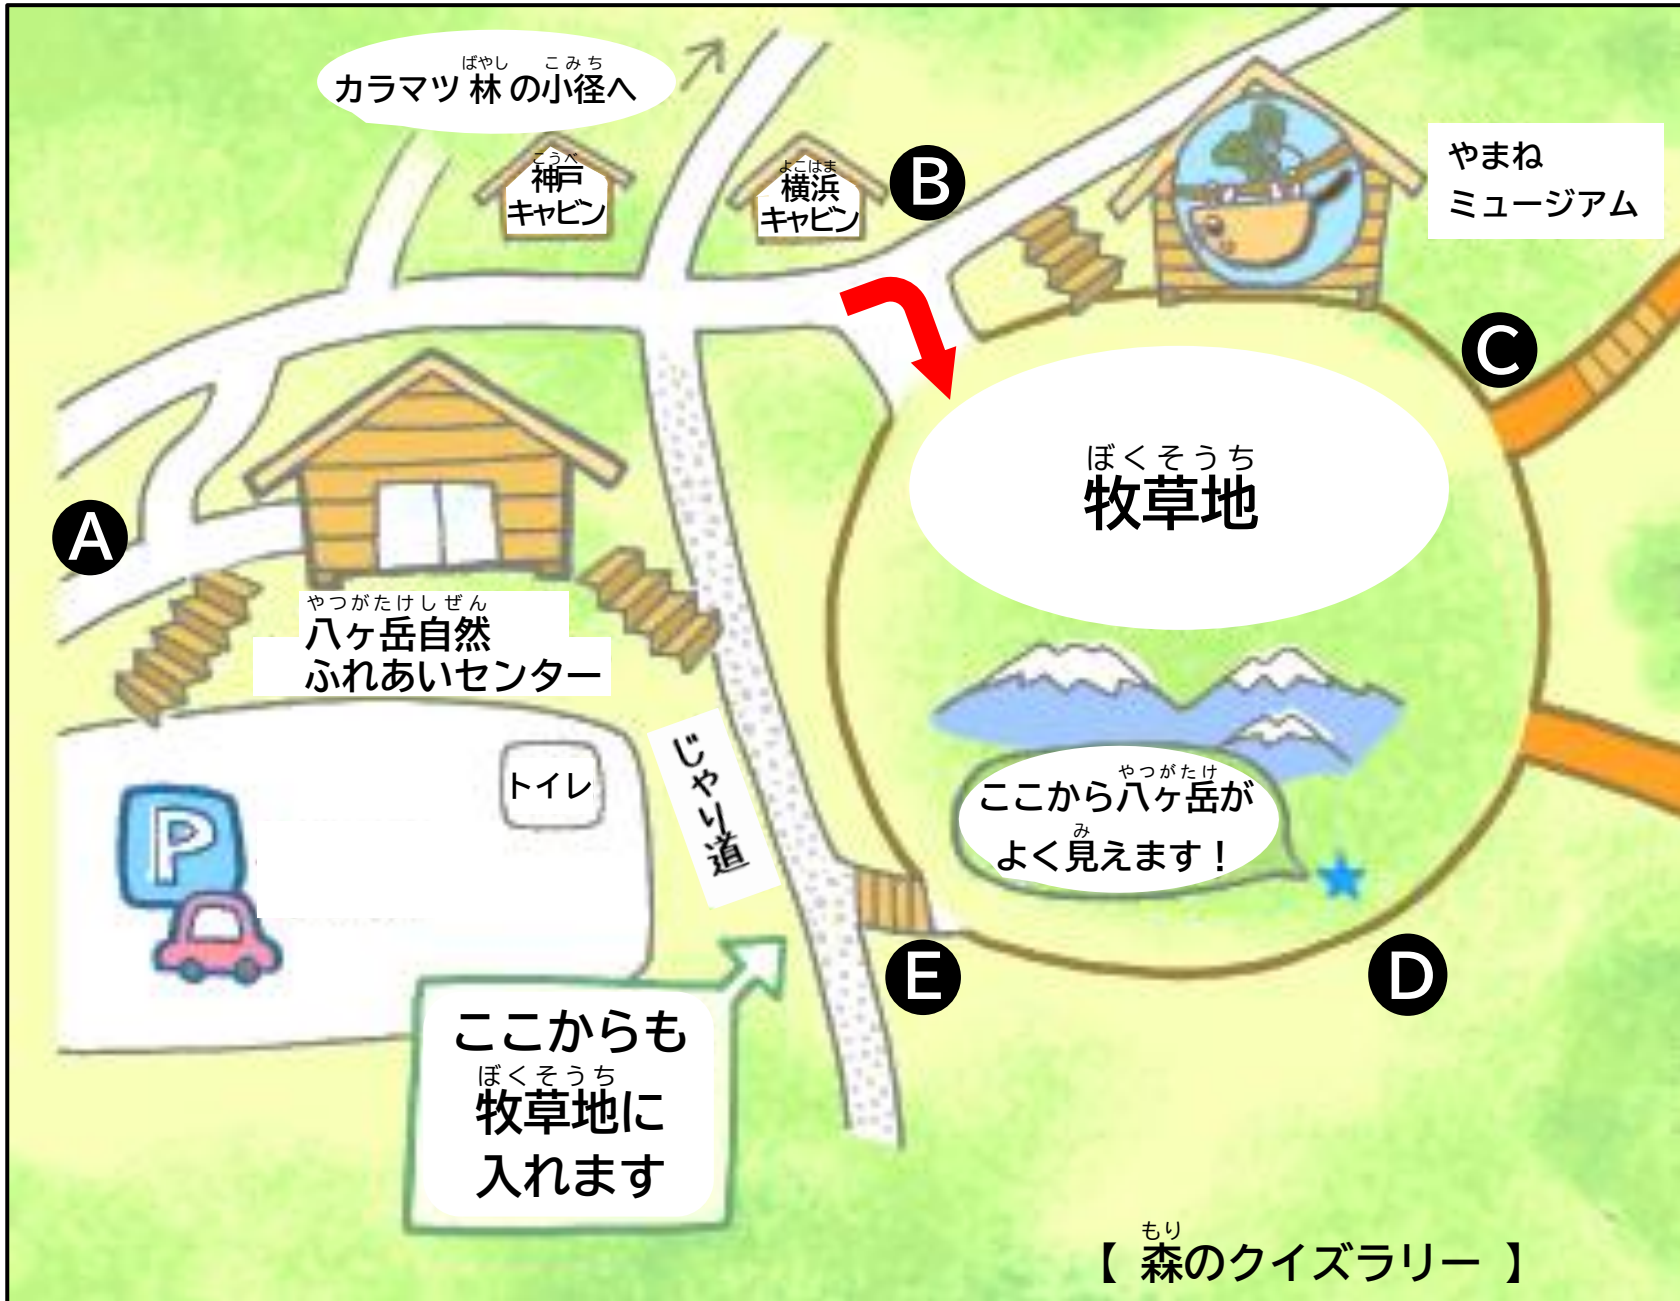 カラマツ林の小径へ
ばやし こみち
こうべ
神戸
キャビン
よこはま
横浜
キャビン
B
やまね
ミュージアム
C
ぼくそうち
牧草地
A
やつがたけしぜん
八ヶ岳自然
ふれあいセンター
じゃり道
トイレ
P
やつがたけ
ここから八ヶ岳が
み
よく見えます！
E
D
ここからも
ぼくそうち
牧草地に
入れます
もり
【 森のクイズラリー 】